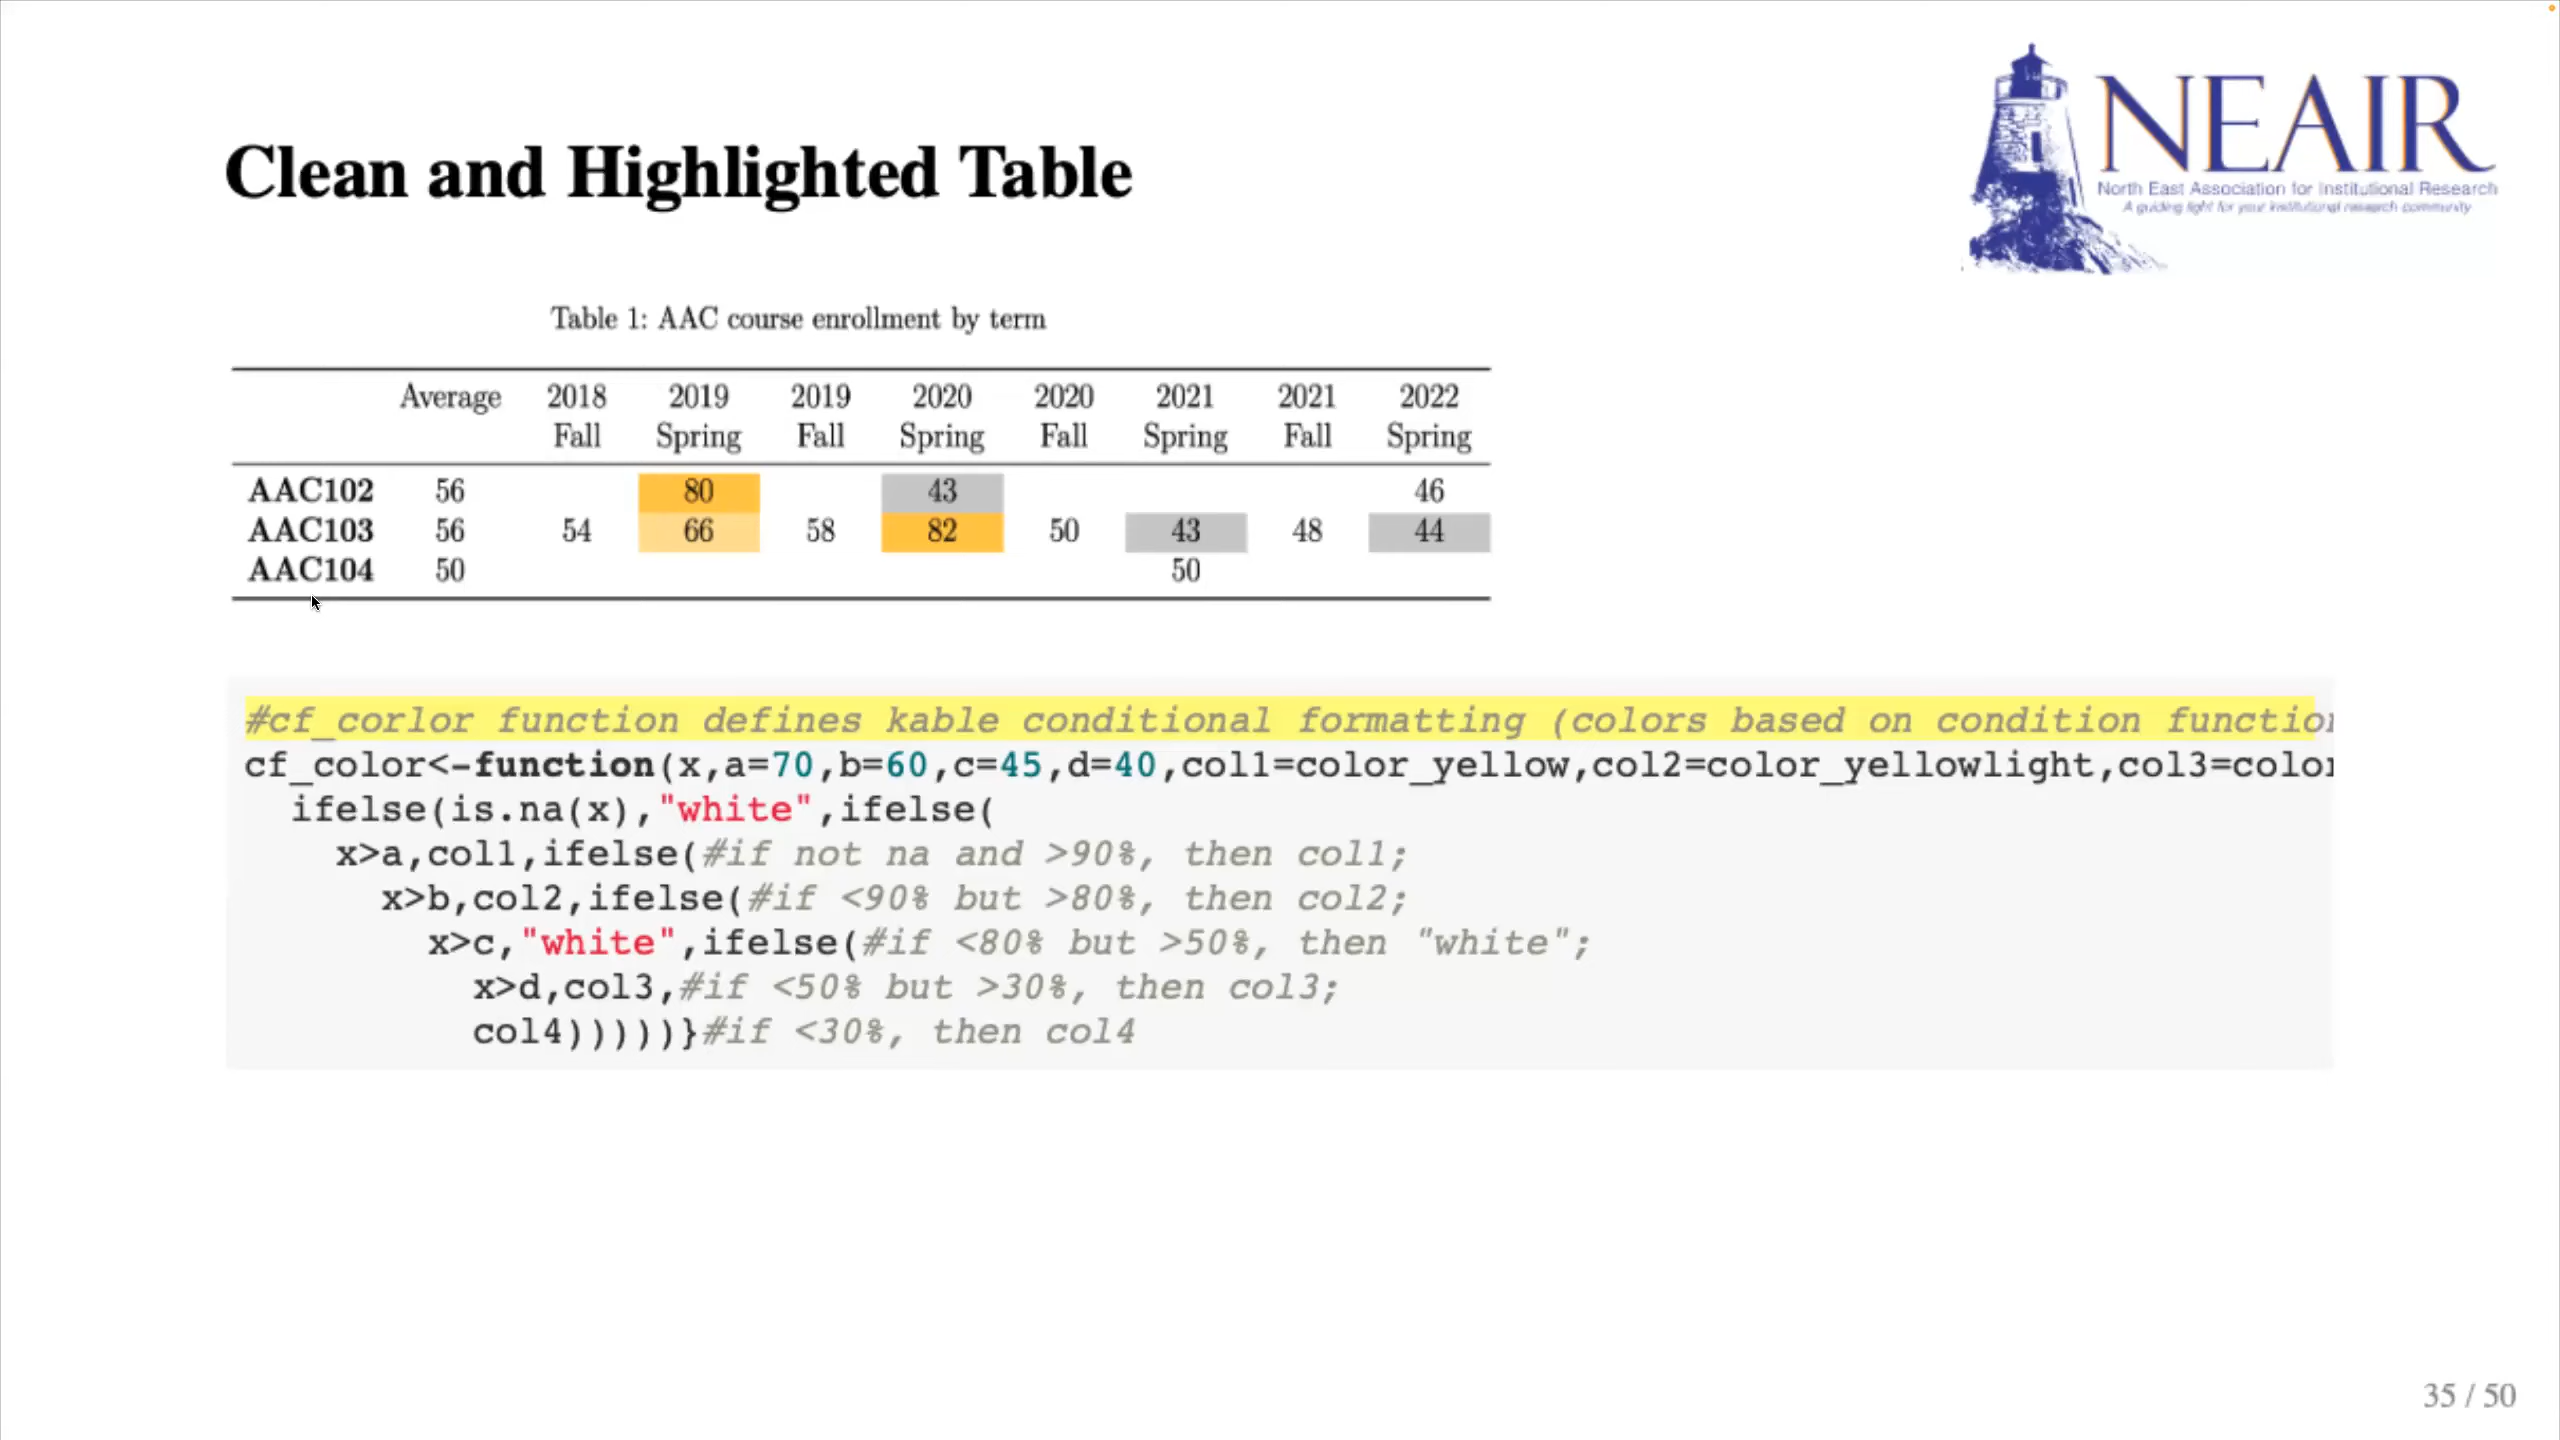 NEAIR
North East Association for Institutional Research
A guiding light for your institutional research community
Clean and Highlighted Table
Table 1: AAC course enrollment by term
Average 2018 2019 2019 2020 2020 2021 2021 2022
Fall Spring Fall Spring Fall Spring Fall Spring
AAC102 56 80 43 46
AAC103 56 54 66 58 82 50 43 48 44
AAC104 50 50
#cf_corlor function defines kable conditional formatting (colors based on condition function
cf_color<-function(x,a=70,b=60,c=45,d=40,col1=color_yellow,col2=color_yellowlight,col3=color
ifelse(is.na(x),"white",ifelse(
x>a,col1,ifelse(#if not na and >90%, then col1;
x>b,col2,ifelse(#if <90% but >80%, then col2;
x>c,"white",ifelse(#if <80% but >50%, then "white";
x>d,col3,#if <50% but >30%, then col3;
col4)))))}#if <30%, then col4
35 / 50